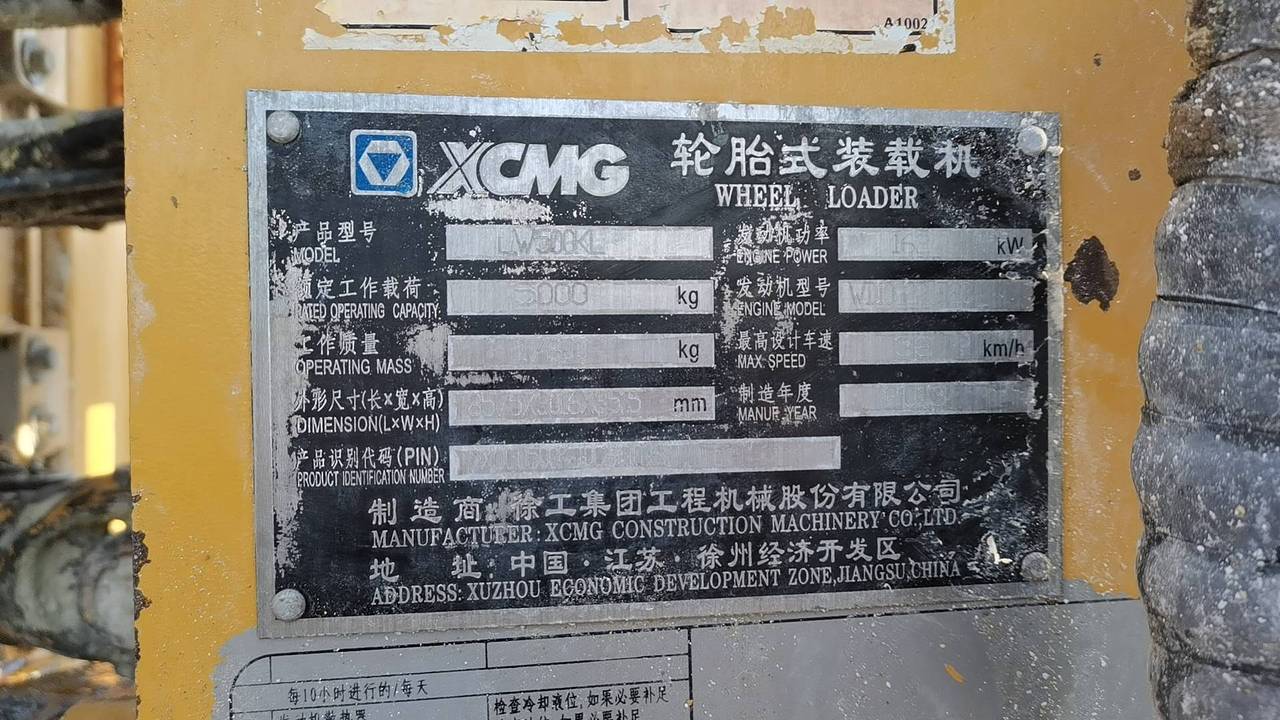 A1002
XCMG 轮胎式装载机
WHEEL LOADER
产品型号 LW500KL 发动机功率 kW
MODEL ENGINE POWER
额定工作载荷 5000 kg 发动机型号
RATED OPERATING CAPACITY ENGINE MODEL
工作质量 kg 最高设计车速 km/h
OPERATING MASS MAX SPEED
外形尺寸(长×宽×高) mm 制造年度
DIMENSION(L×W×H) MANUF YEAR
产品识别代码(PIN)
PRODUCT IDENTIFICATION NUMBER
制造商:徐工集团工程机械股份有限公司
MANUFACTURER: XCMG CONSTRUCTION MACHINERY CO.,LTD.
地址:中国·江苏·徐州经济开发区
ADDRESS: XUZHOU ECONOMIC DEVELOPMENT ZONE,JIANGSU,CHINA
每10小时进行的/每天
检查冷却液位,如果必要补足